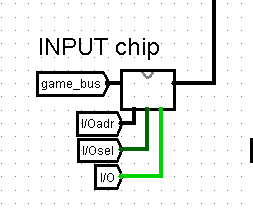 INPUT chip
game_bus
I/Oadr
I/Osel
I/O